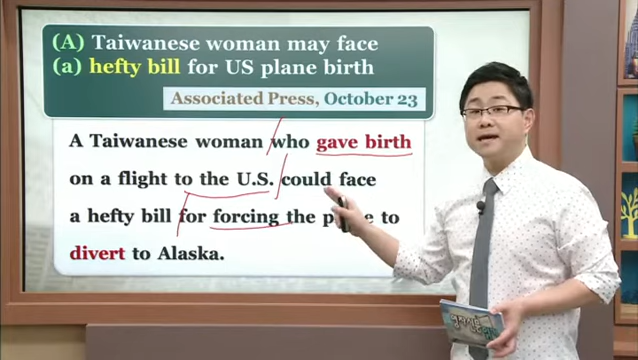 (A) Taiwanese woman may face
(a) hefty bill for US plane birth
Associated Press, October 23
A Taiwanese woman who gave birth
on a flight to the U.S. could face
a hefty bill for forcing the to
divert to Alaska.